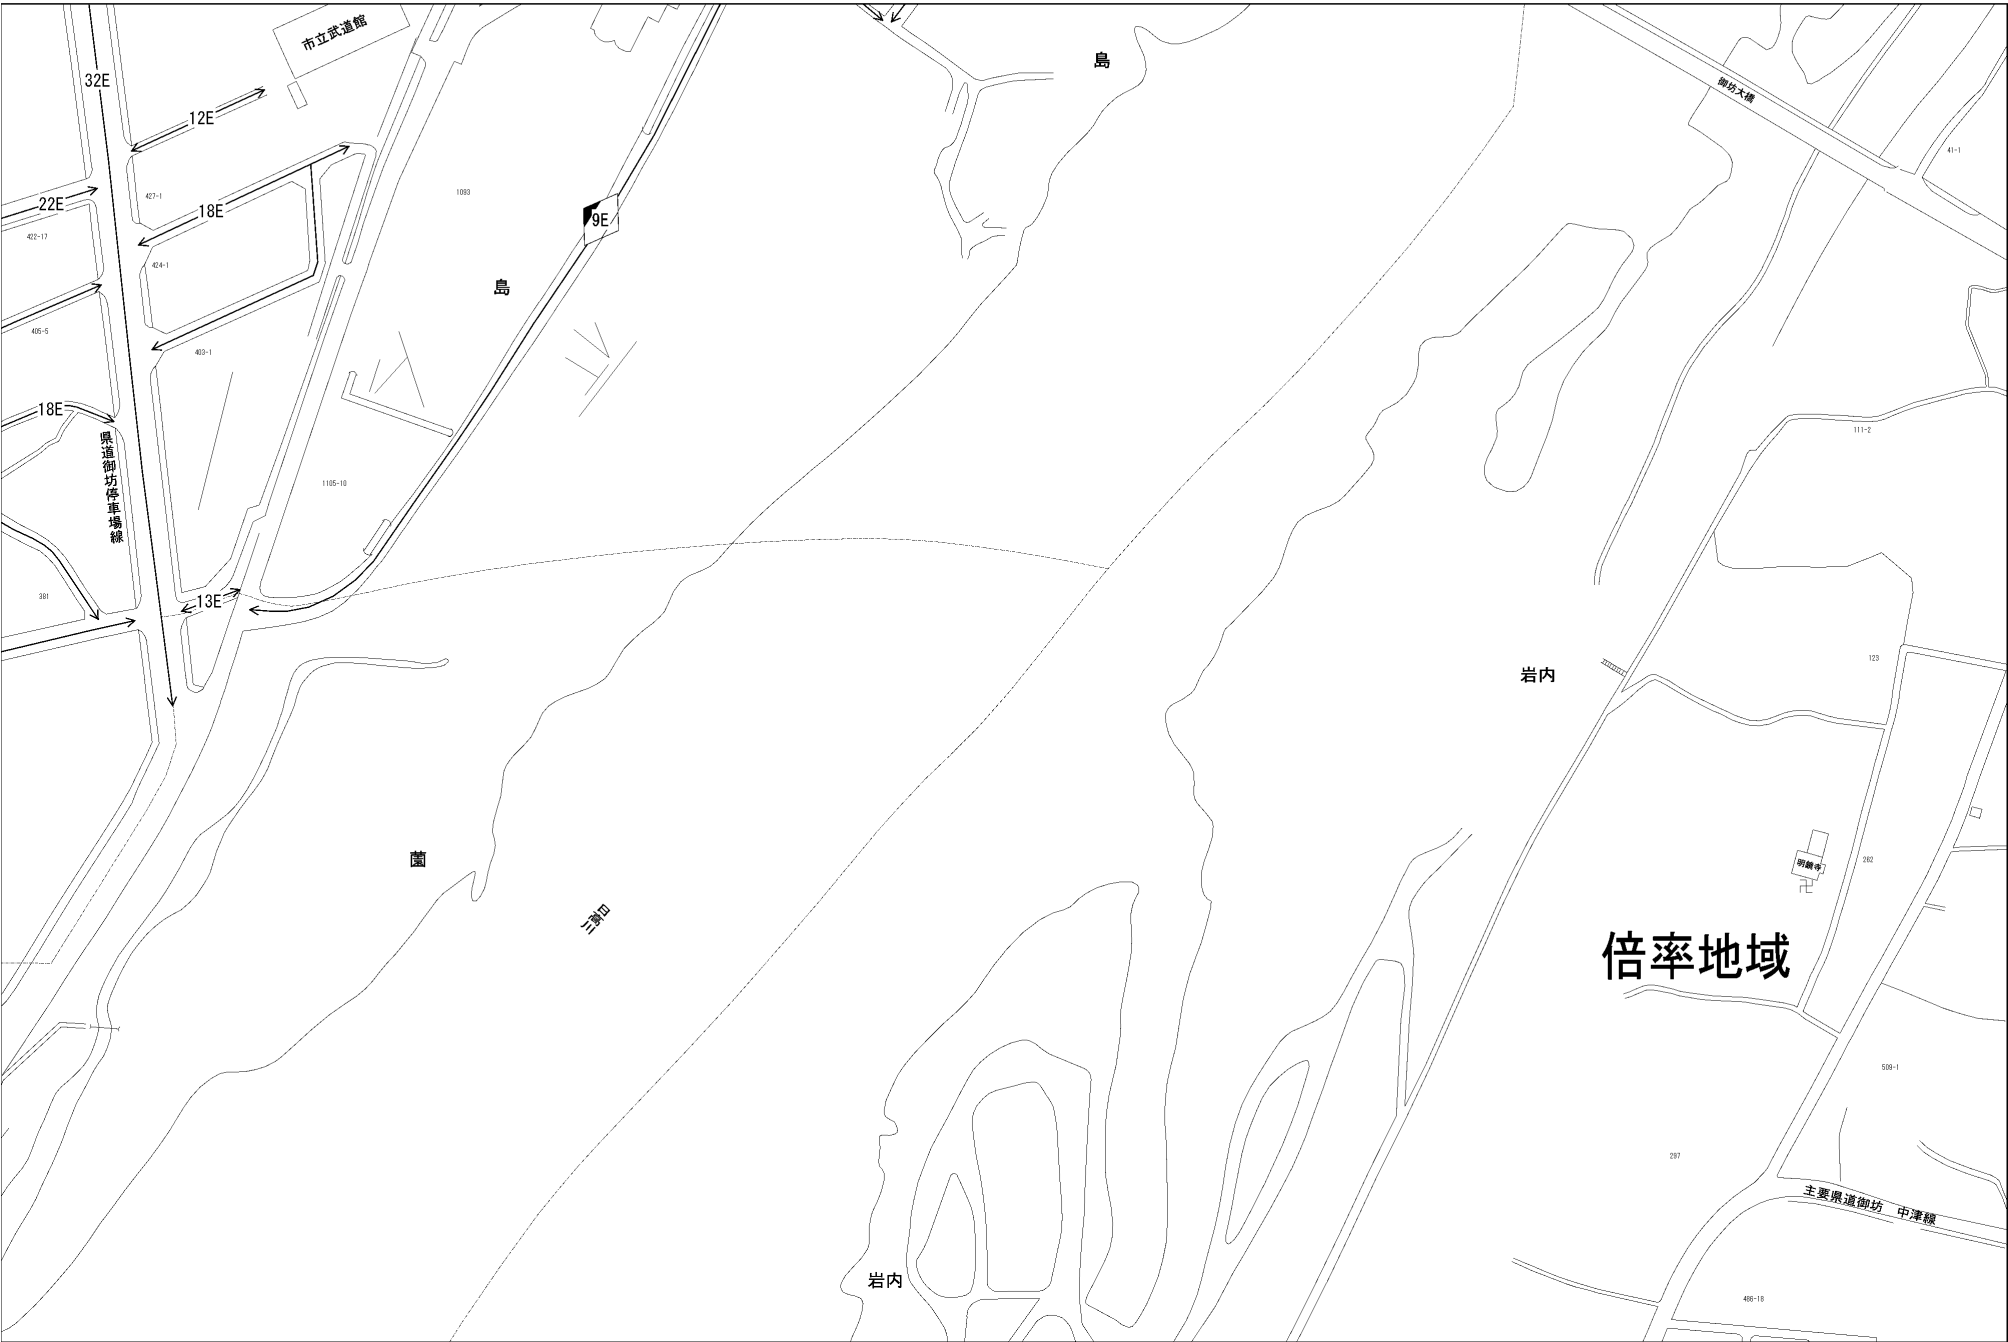 市立武道館
島
32E
御坊大橋
12E
41-1
427-1
1093
22E
18E
9E
422-17
424-1
島
405-5
403-1
18E
111-2
県道御坊停車場線
1105-10
381
13E
123
岩内
薗
明鏡寺
262
日高川
倍率地域
509-1
297
主要県道御坊　中津線
岩内
486-18